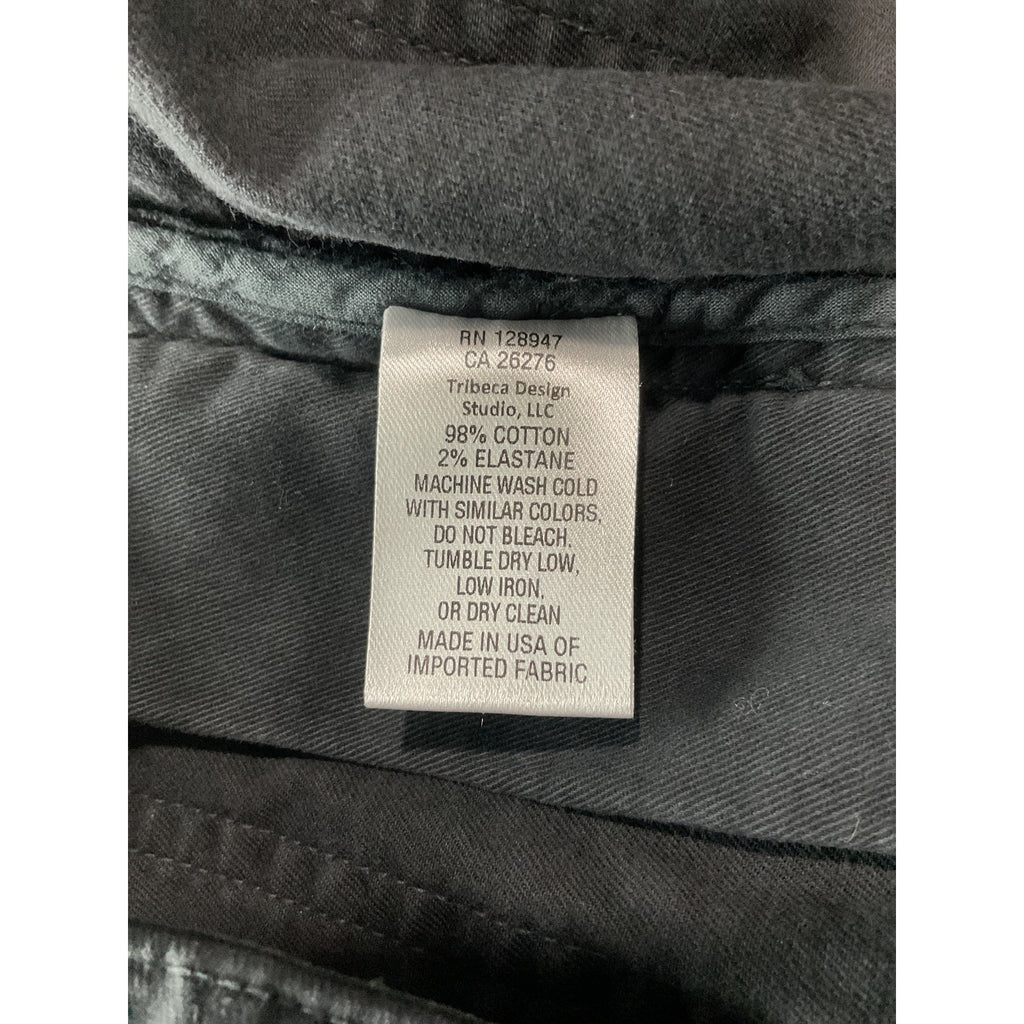 RN 128947
CA 26276
Tribeca Design
Studio, LLC
98% COTTON
2% ELASTANE
MACHINE WASH COLD
WITH SIMILAR COLORS,
DO NOT BLEACH.
TUMBLE DRY LOW,
LOW IRON,
OR DRY CLEAN
MADE IN USA OF
IMPORTED FABRIC